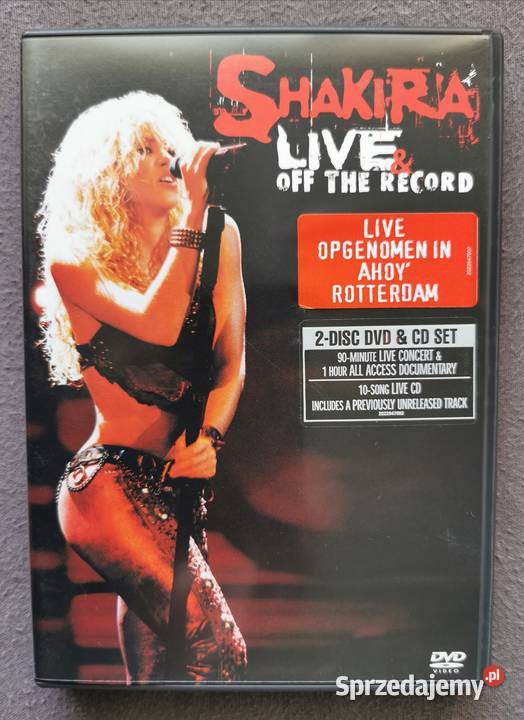 SHAKIRA
LIVE &
OFF THE RECORD
LIVE
OPGENOMEN IN
AHOY'
ROTTERDAM
2-DISC DVD & CD SET
90-MINUTE LIVE CONCERT &
1 HOUR ALL ACCESS DOCUMENTARY
10-SONG LIVE CD
INCLUDES A PREVIOUSLY UNRELEASED TRACK
DVD
VIDEO
Sprzedajemy.pl